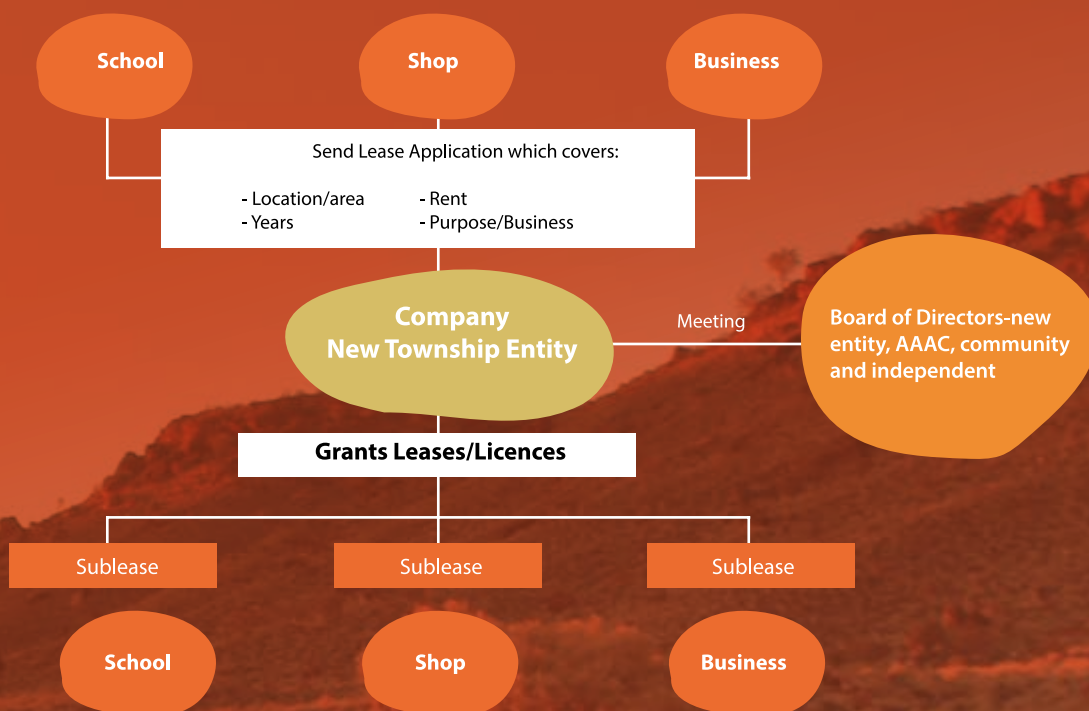 School
Shop
Business
Send Lease Application which covers:
- Location/area
- Rent
- Years
- Purpose/Business
Company
New Township Entity
Meeting
Board of Directors-new
entity, AAAC, community
and independent
Grants Leases/Licences
Sublease
Sublease
Sublease
School
Shop
Business